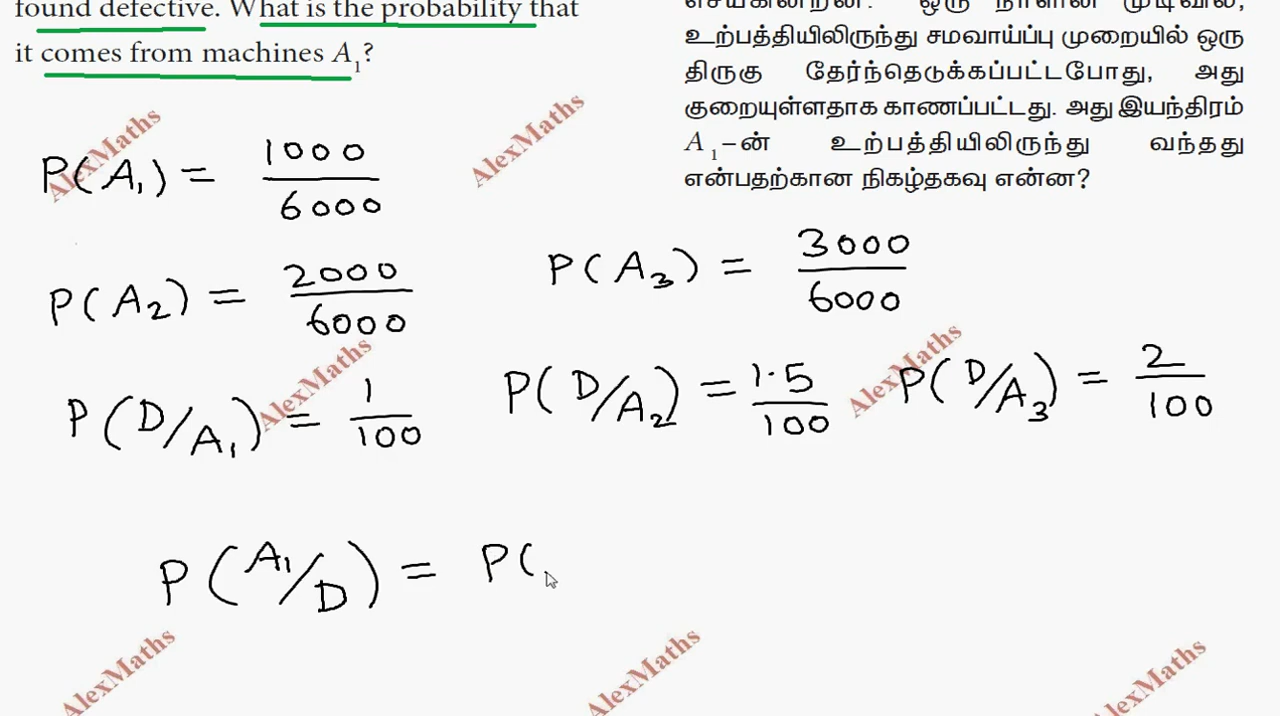 found defective. What is the probability that
it comes from machines A₁?
செய்கின்றன. ஒரு நாளின் முடிவில்,
உற்பத்தியிலிருந்து சமவாய்ப்பு முறையில் ஒரு
திருகு தேர்ந்தெடுக்கப்பட்டபோது, அது
குறையுள்ளதாக காணப்பட்டது. அது இயந்திரம்
A₁–ன் உற்பத்தியிலிருந்து வந்தது
என்பதற்கான நிகழ்தகவு என்ன?
P(A₁) = 1000/6000
P(A₂) = 2000/6000
P(A₃) = 3000/6000
P(D/A₁) = 1/100
P(D/A₂) = 1.5/100
P(D/A₃) = 2/100
P(A₁/D) = P(
AlexMaths
AlexMaths
AlexMaths
AlexMaths
AlexMaths
AlexMaths
AlexMaths